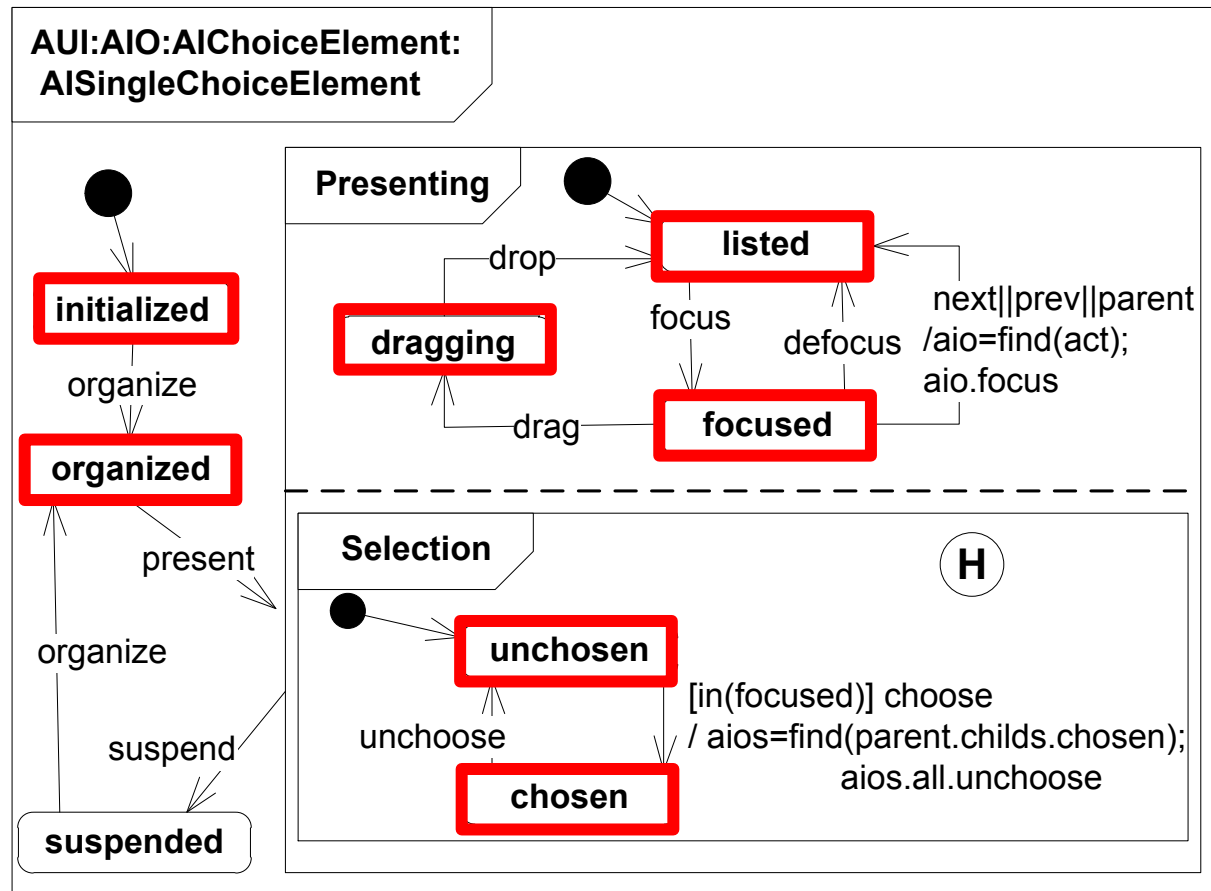 AUI:AIO:AIChoiceElement:
AISingleChoiceElement
Presenting
listed
initialized
drop
next||prev||parent
/aio=find(act);
aio.focus
focus
defocus
dragging
organize
drag
focused
organized
present
Selection
H
unchosen
organize
[in(focused)] choose
/ aios=find(parent.childs.chosen);
aios.all.unchoose
unchoose
suspend
chosen
suspended